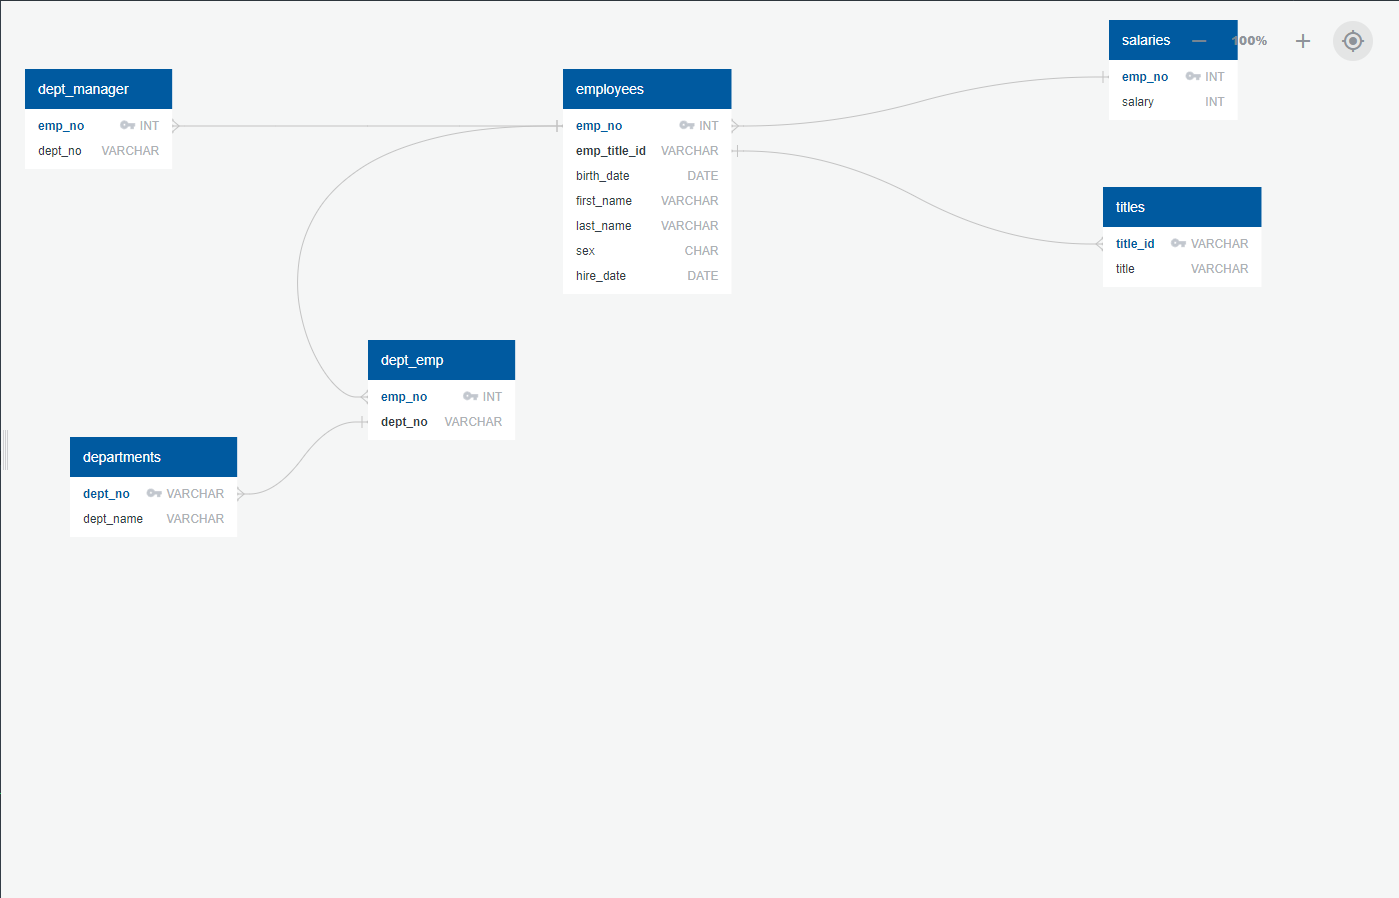 dept_manager
emp_no INT
dept_no VARCHAR
employees
emp_no INT
emp_title_id VARCHAR
birth_date DATE
first_name VARCHAR
last_name VARCHAR
sex CHAR
hire_date DATE
salaries
100%
emp_no INT
salary INT
titles
title_id VARCHAR
title VARCHAR
dept_emp
emp_no INT
dept_no VARCHAR
departments
dept_no VARCHAR
dept_name VARCHAR